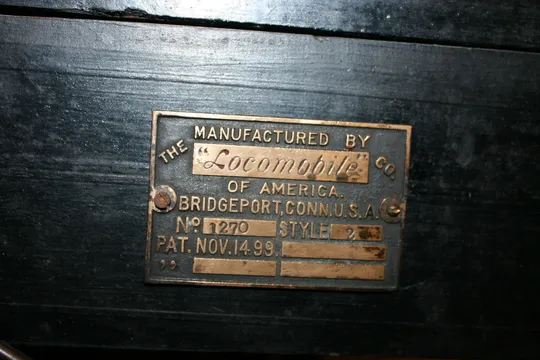 MANUFACTURED BY
THE "Locomobile" CO.
OF AMERICA.
BRIDGEPORT, CONN. U.S.A.
No 1270 STYLE 2
PAT. NOV. 14-99.
"